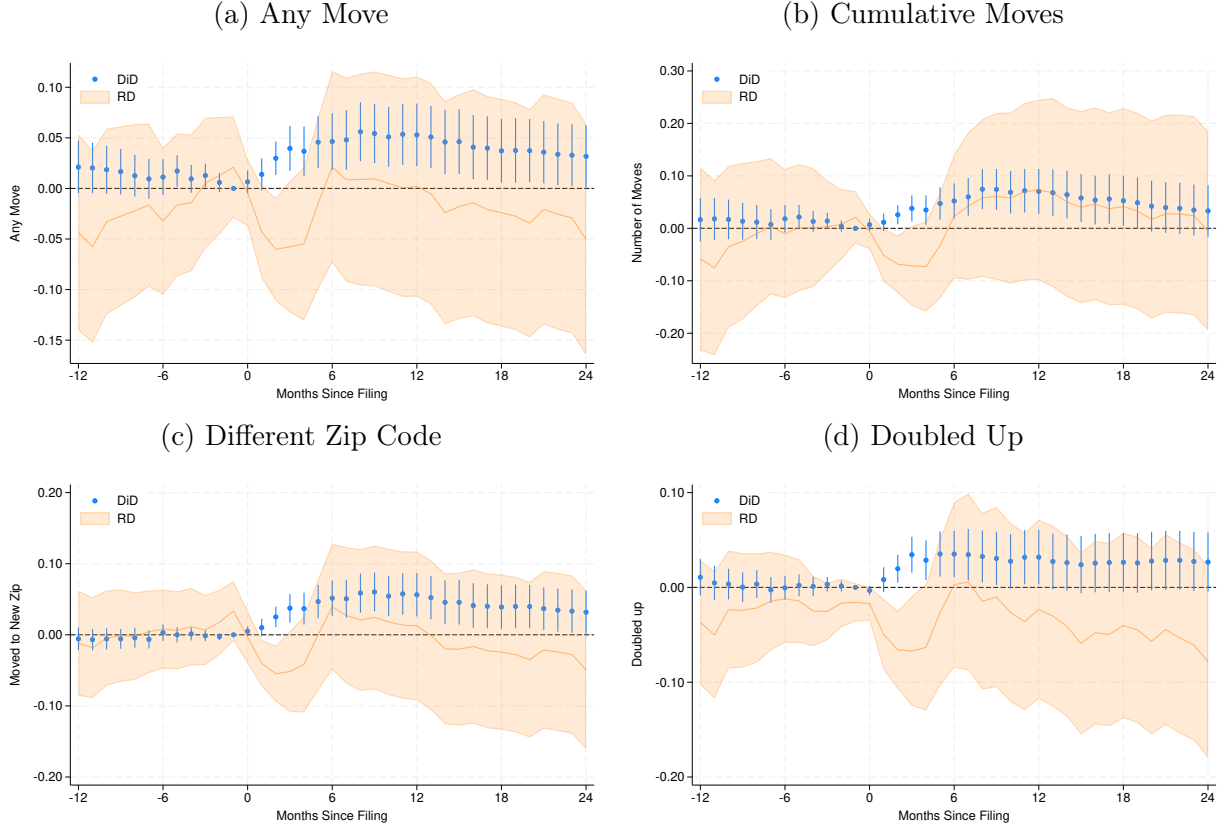 (a) Any Move
DiD
RD
Any Move
0.10
0.05
0.00
-0.05
-0.10
-0.15
-12
-6
0
6
12
18
24
Months Since Filing
(b) Cumulative Moves
DiD
RD
Number of Moves
0.30
0.20
0.10
0.00
-0.10
-0.20
-12
-6
0
6
12
18
24
Months Since Filing
(c) Different Zip Code
DiD
RD
Moved to New Zip
0.20
0.10
0.00
-0.10
-0.20
-12
-6
0
6
12
18
24
Months Since Filing
(d) Doubled Up
DiD
RD
Doubled up
0.10
0.00
-0.10
-0.20
-12
-6
0
6
12
18
24
Months Since Filing